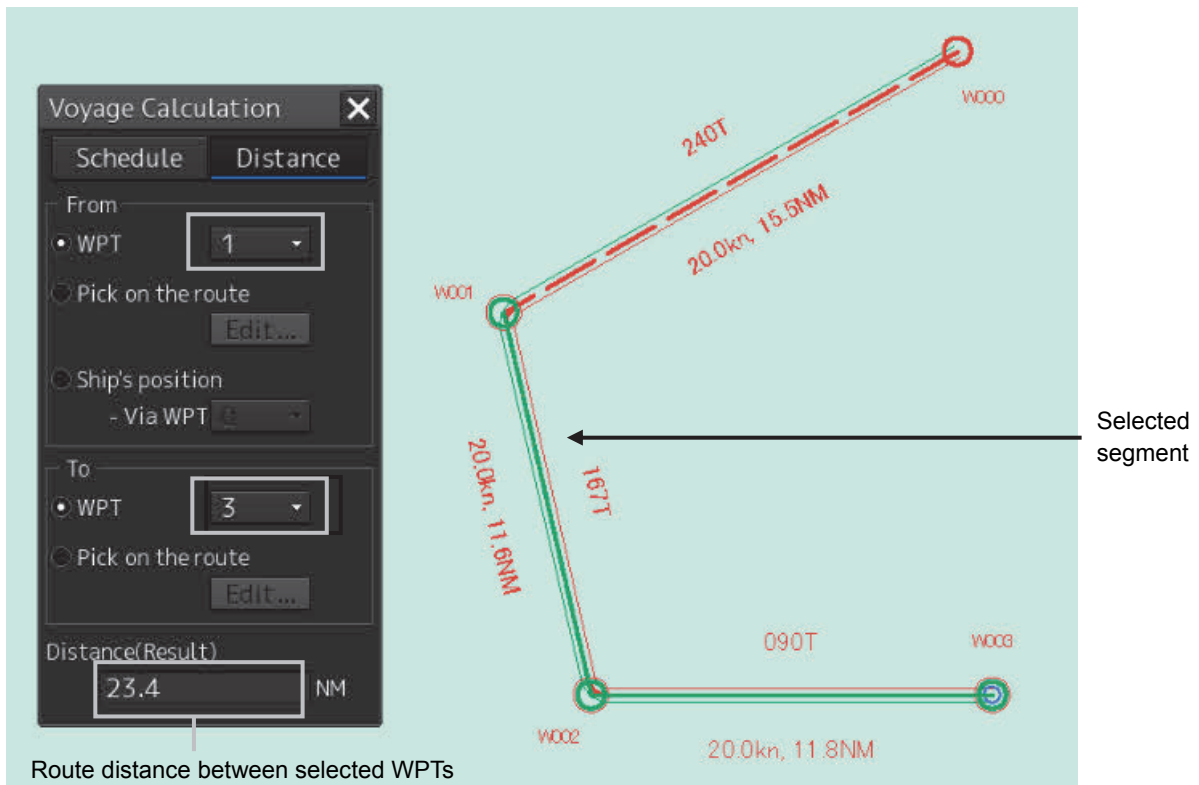 Voyage Calculation
Schedule Distance
From
WPT 1
Pick on the route
Edit...
Ship's position
- Via WPT
To
WPT 3
Pick on the route
Edit...
Distance(Result)
23.4 NM
Route distance between selected WPTs
W000
240T
20.0kn, 15.5NM
W001
167T
20.0kn, 11.6NM
Selected
segment
090T
W003
W002
20.0kn, 11.8NM